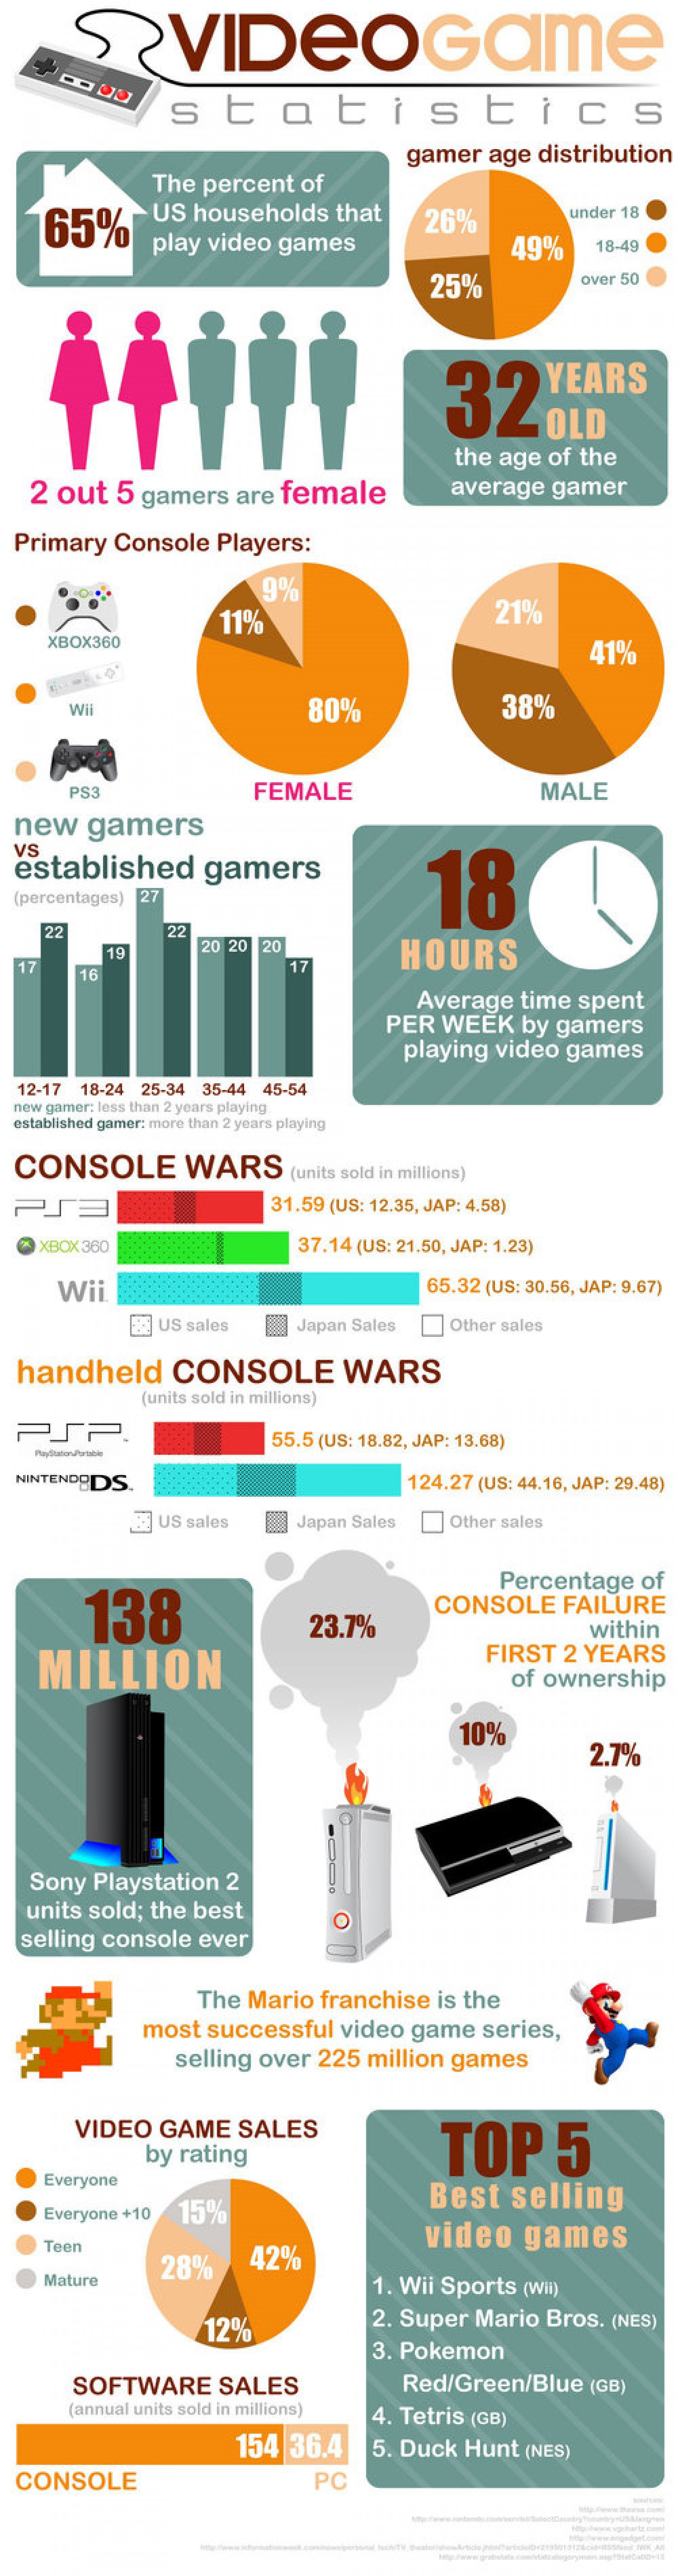 VIDEOGAME
statistics
65%
The percent of
US households that
play video games
gamer age distribution
26%
49%
25%
under 18
18-49
over 50
2 out 5 gamers are female
32 YEARS
OLD
the age of the
average gamer
Primary Console Players:
XBOX360
Wii
PS3
9%
11%
80%
FEMALE
21%
41%
38%
MALE
new gamers
vs
established gamers
(percentages)
17
22
16
19
27
22
20
20
20
17
12-17 18-24 25-34 35-44 45-54
new gamer: less than 2 years playing
established gamer: more than 2 years playing
18
HOURS
Average time spent
PER WEEK by gamers
playing video games
CONSOLE WARS (units sold in millions)
PS3 31.59 (US: 12.35, JAP: 4.58)
XBOX 360 37.14 (US: 21.50, JAP: 1.23)
Wii 65.32 (US: 30.56, JAP: 9.67)
US sales Japan Sales Other sales
handheld CONSOLE WARS
(units sold in millions)
PSP
PlayStation Portable
55.5 (US: 18.82, JAP: 13.68)
NINTENDO DS 124.27 (US: 44.16, JAP: 29.48)
US sales Japan Sales Other sales
138
MILLION
Sony Playstation 2
units sold; the best
selling console ever
Percentage of
CONSOLE FAILURE
within
FIRST 2 YEARS
of ownership
23.7%
10%
2.7%
The Mario franchise is the
most successful video game series,
selling over 225 million games
VIDEO GAME SALES
by rating
Everyone
Everyone +10
Teen
Mature
15%
42%
28%
12%
SOFTWARE SALES
(annual units sold in millions)
154 36.4
CONSOLE PC
TOP 5
Best selling
video games
1. Wii Sports (Wii)
2. Super Mario Bros. (NES)
3. Pokemon
Red/Green/Blue (GB)
4. Tetris (GB)
5. Duck Hunt (NES)
sources:
http://www.theesa.com/
http://www.vgchartz.com/
http://www.engadget.com/